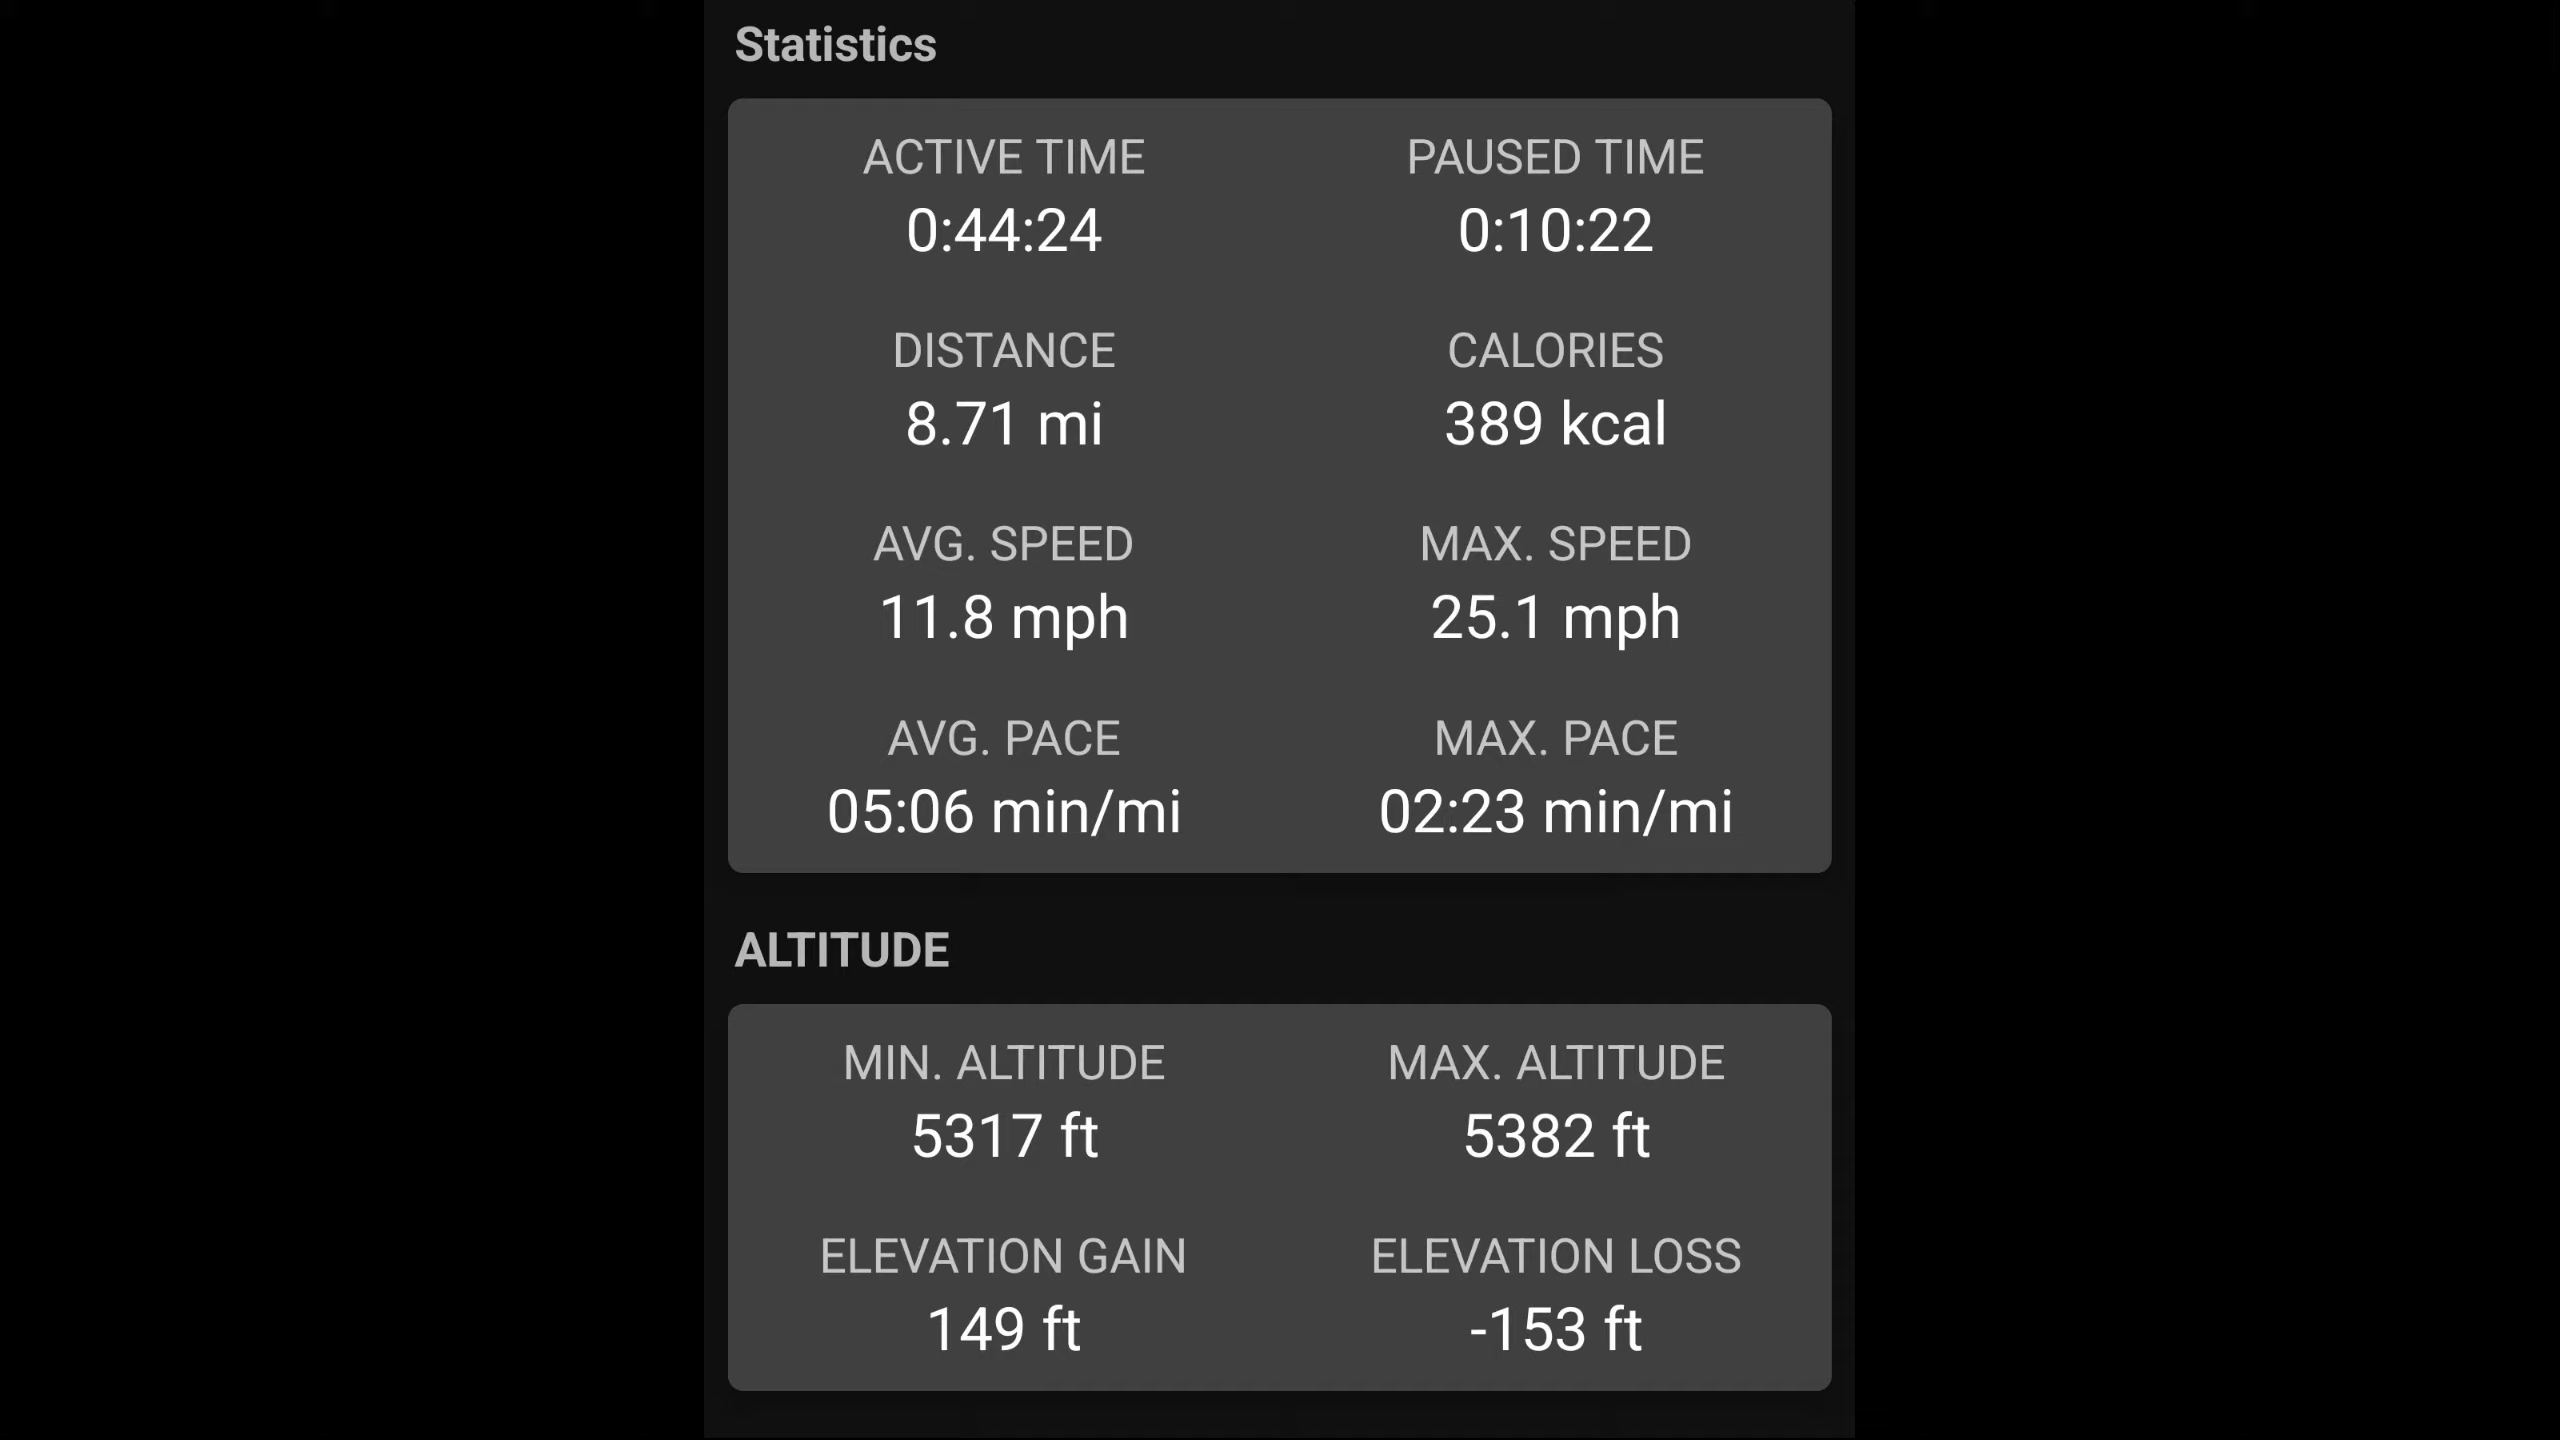 Statistics
ACTIVE TIME PAUSED TIME
0:44:24 0:10:22
DISTANCE CALORIES
8.71 mi 389 kcal
AVG. SPEED MAX. SPEED
11.8 mph 25.1 mph
AVG. PACE MAX. PACE
05:06 min/mi 02:23 min/mi
ALTITUDE
MIN. ALTITUDE MAX. ALTITUDE
5317 ft 5382 ft
ELEVATION GAIN ELEVATION LOSS
149 ft -153 ft